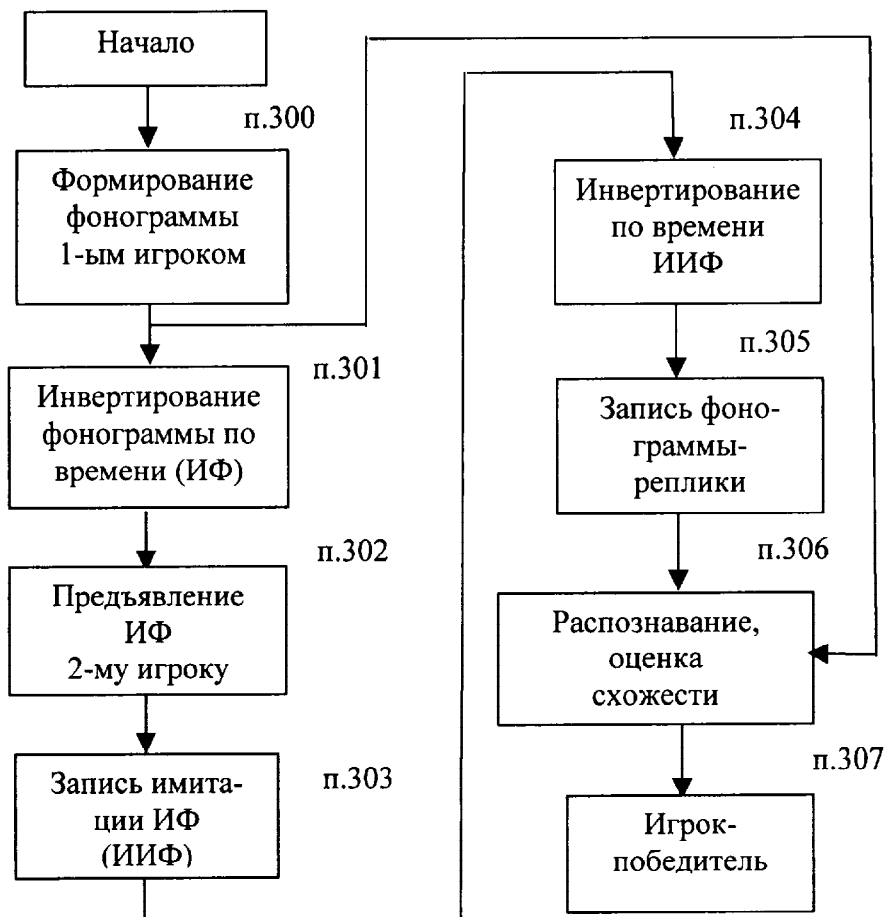 Начало
п.300
Формирование
фонограммы
1-ым игроком
п.301
Инвертирование
фонограммы по
времени (ИФ)
п.302
Предъявление
ИФ
2-му игроку
п.303
Запись имита-
ции ИФ
(ИИФ)
п.304
Инвертирование
по времени
ИИФ
п.305
Запись фоно-
граммы-
реплики
п.306
Распознавание,
оценка
схожести
п.307
Игрок-
победитель